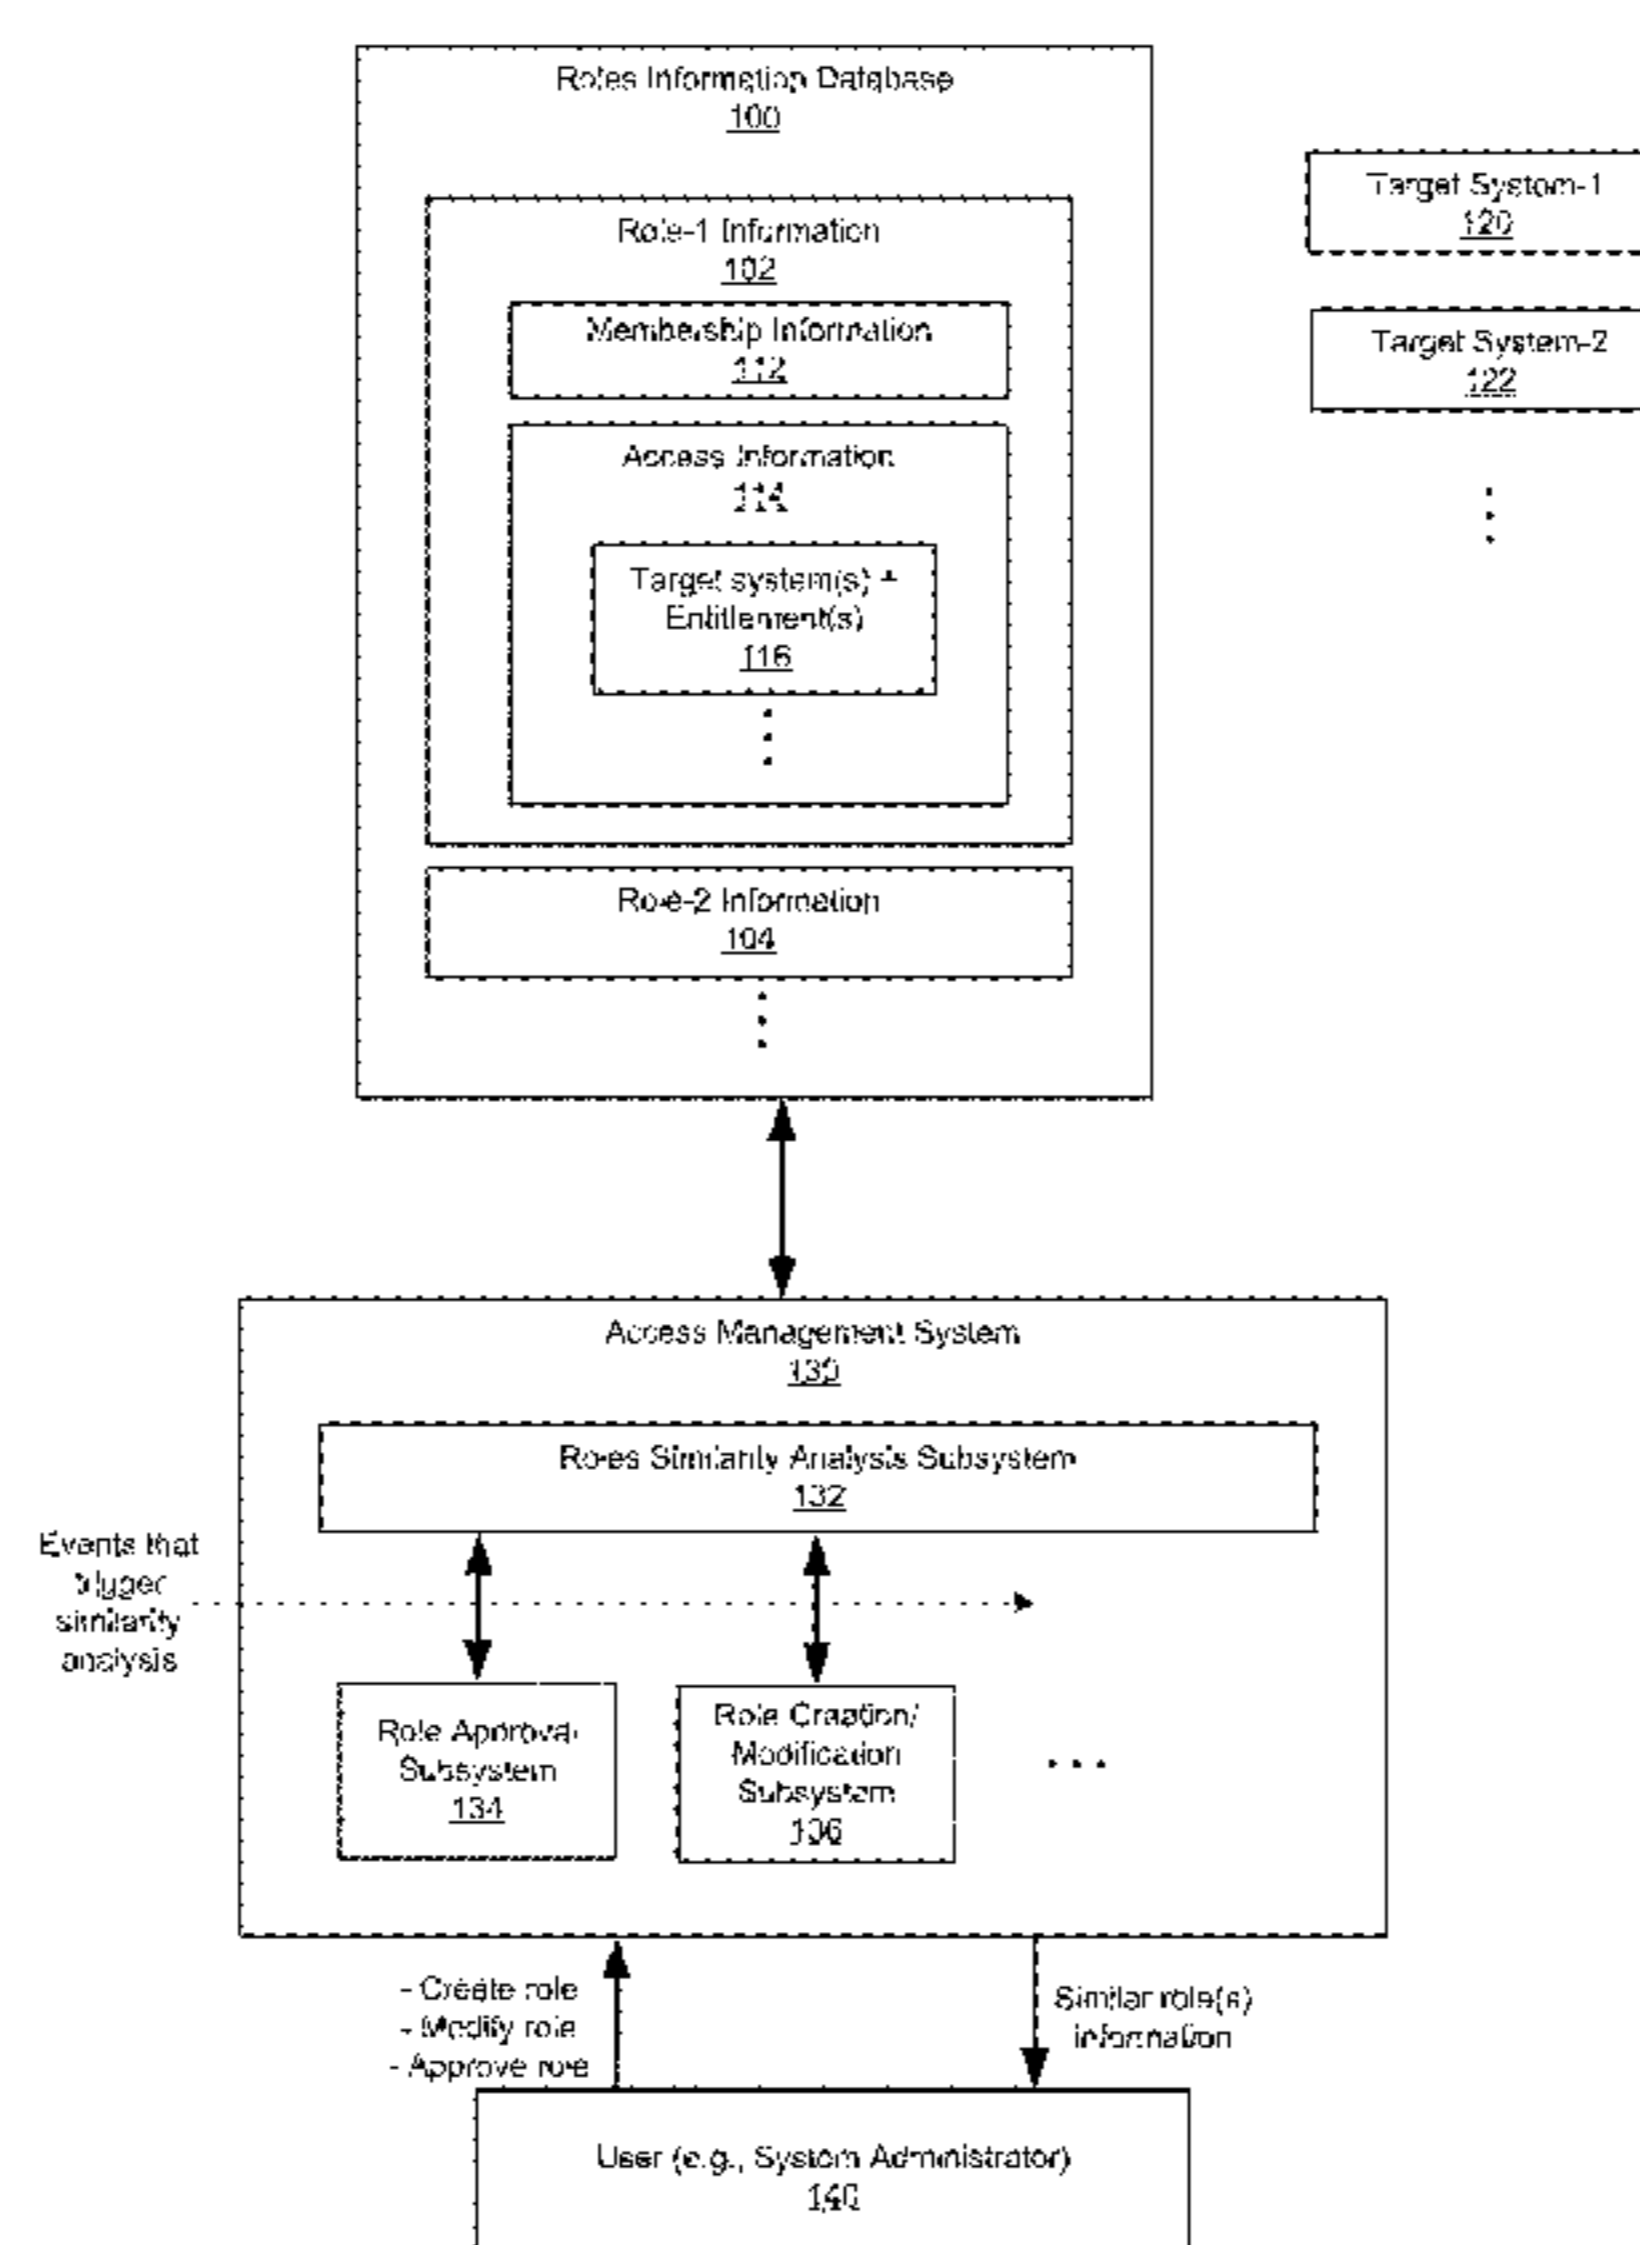 Roles Information Database
100
Role-1 Information
102
Membership Information
112
Access Information
114
Target system(s) +
Entitlement(s)
116
Role-2 Information
104
Target System-1
120
Target System-2
122
Access Management System
130
Roles Similarity Analysis Subsystem
132
Events that
trigger
similarity
analysis
Role Approval
Subsystem
134
Role Creation/
Modification
Subsystem
136
- Create role
- Modify role
- Approve role
Similar role(s)
information
User (e.g., System Administrator)
140